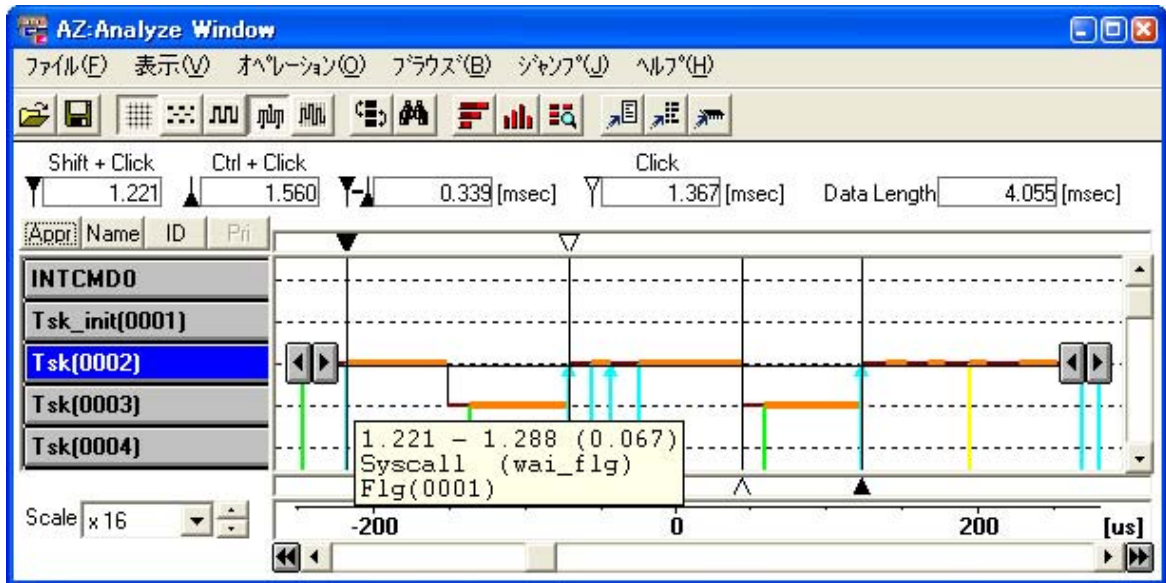 AZ:Analyze Window
ファイル(F) 表示(V) オペレーション(O) ブラウズ(B) ジャンプ(J) ヘルプ(H)
Shift + Click Ctrl + Click Click
1.221 1.560 0.339 [msec] 1.367 [msec] Data Length 4.055 [msec]
Appr Name ID Pri
INTCMD0
Tsk_init(0001)
Tsk(0002)
Tsk(0003)
Tsk(0004)
1.221 - 1.288 (0.067)
Syscall (wai_flg)
Flg(0001)
Scale x 16
-200 0 200 [us]